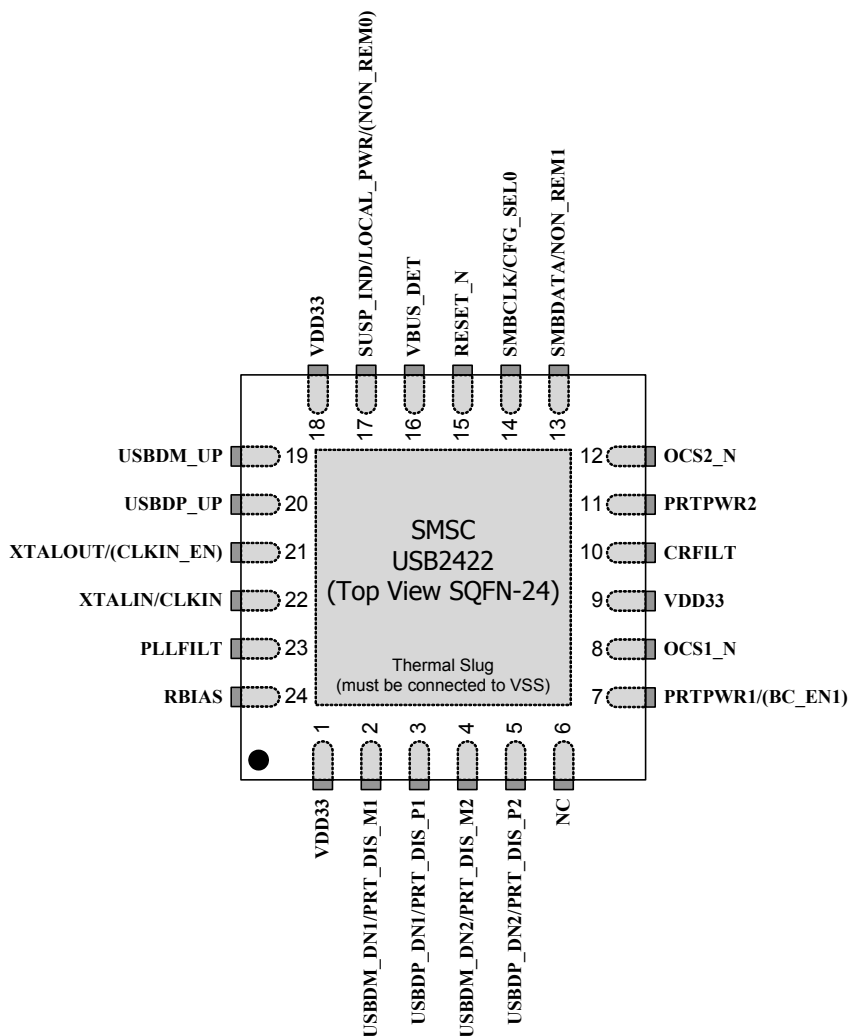 VDD33
SUSP_IND/LOCAL_PWR/(NON_REM0)
VBUS_DET
RESET_N
SMBCLK/CFG_SEL0
SMBDATA/NON_REM1
18
17
16
15
14
13
USBDM_UP
19
12
OCS2_N
USBDP_UP
20
11
PRTPWR2
XTALOUT/(CLKIN_EN)
21
10
CRFILT
XTALIN/CLKIN
22
9
VDD33
PLLFILT
23
8
OCS1_N
RBIAS
24
7
PRTPWR1/(BC_EN1)
SMSC
USB2422
(Top View SQFN-24)
Thermal Slug
(must be connected to VSS)
1
2
3
4
5
6
VDD33
USBDM_DN1/PRT_DIS_M1
USBDP_DN1/PRT_DIS_P1
USBDM_DN2/PRT_DIS_M2
USBDP_DN2/PRT_DIS_P2
NC